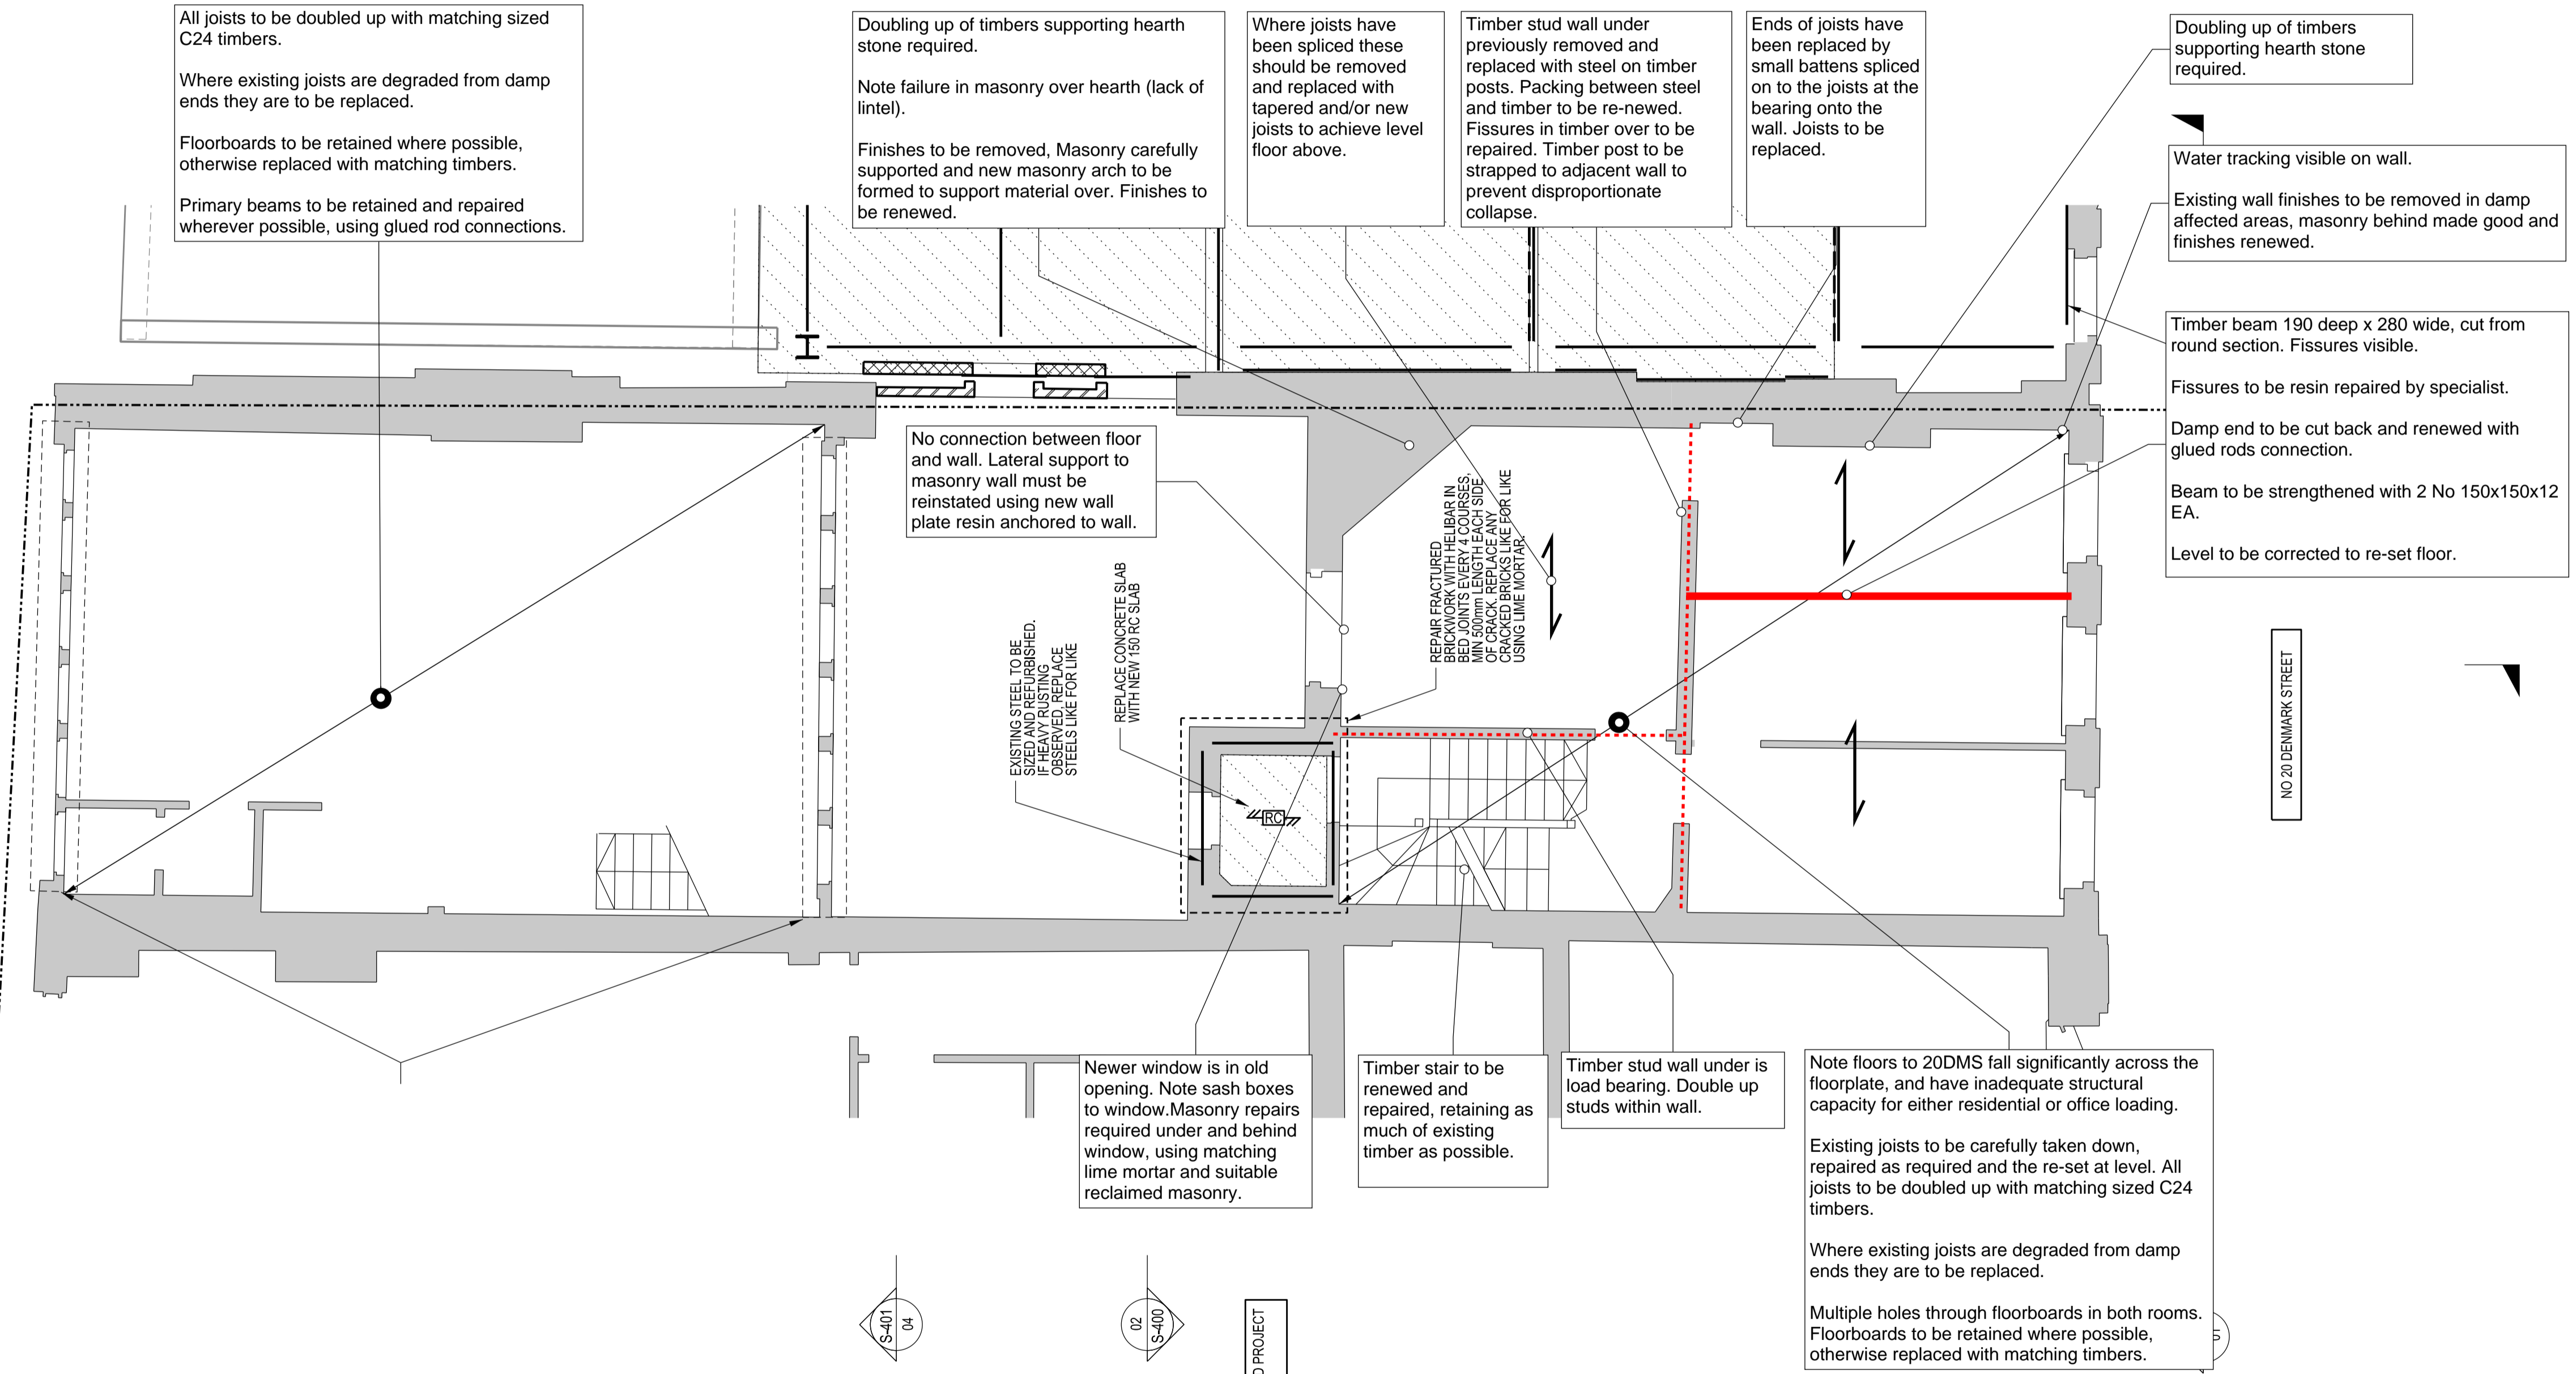 All joists to be doubled up with matching sized
C24 timbers.
Where existing joists are degraded from damp
ends they are to be replaced.
Floorboards to be retained where possible,
otherwise replaced with matching timbers.
Primary beams to be retained and repaired
wherever possible, using glued rod connections.
Doubling up of timbers supporting hearth
stone required.
Note failure in masonry over hearth (lack of
lintel).
Finishes to be removed, Masonry carefully
supported and new masonry arch to be
formed to support material over. Finishes to
be renewed.
Where joists have
been spliced these
should be removed
and replaced with
tapered and/or new
joists to achieve level
floor above.
Timber stud wall under
previously removed and
replaced with steel on timber
posts. Packing between steel
and timber to be re-newed.
Fissures in timber over to be
repaired. Timber post to be
strapped to adjacent wall to
prevent disproportionate
collapse.
Ends of joists have
been replaced by
small battens spliced
on to the joists at the
bearing onto the
wall. Joists to be
replaced.
Doubling up of timbers
supporting hearth stone
required.
Water tracking visible on wall.
Existing wall finishes to be removed in damp
affected areas, masonry behind made good and
finishes renewed.
Timber beam 190 deep x 280 wide, cut from
round section. Fissures visible.
Fissures to be resin repaired by specialist.
Damp end to be cut back and renewed with
glued rods connection.
Beam to be strengthened with 2 No 150x150x12
EA.
Level to be corrected to re-set floor.
No connection between floor
and wall. Lateral support to
masonry wall must be
reinstated using new wall
plate resin anchored to wall.
EXISTING STEEL TO BE
SIZED AND REFURBISHED.
IF HEAVY RUSTING
OBSERVED, REPLACE
STEELS LIKE FOR LIKE
REPLACE CONCRETE SLAB
WITH NEW 150 RC SLAB
REPAIR FRACTURED
BRICKWORK WITH HELIBAR IN
BED JOINTS EVERY 4 COURSES,
MIN 500mm LENGTH EACH SIDE
OF CRACK. REPLACE ANY
CRACKED BRICKS LIKE FOR LIKE
USING LIME MORTAR.
RC
NO 20 DENMARK STREET
Newer window is in old
opening. Note sash boxes
to window.Masonry repairs
required under and behind
window, using matching
lime mortar and suitable
reclaimed masonry.
Timber stair to be
renewed and
repaired, retaining as
much of existing
timber as possible.
Timber stud wall under is
load bearing. Double up
studs within wall.
Note floors to 20DMS fall significantly across the
floorplate, and have inadequate structural
capacity for either residential or office loading.
Existing joists to be carefully taken down,
repaired as required and the re-set at level. All
joists to be doubled up with matching sized C24
timbers.
Where existing joists are degraded from damp
ends they are to be replaced.
Multiple holes through floorboards in both rooms.
Floorboards to be retained where possible,
otherwise replaced with matching timbers.
S-401
04
02
S-400
PROJECT